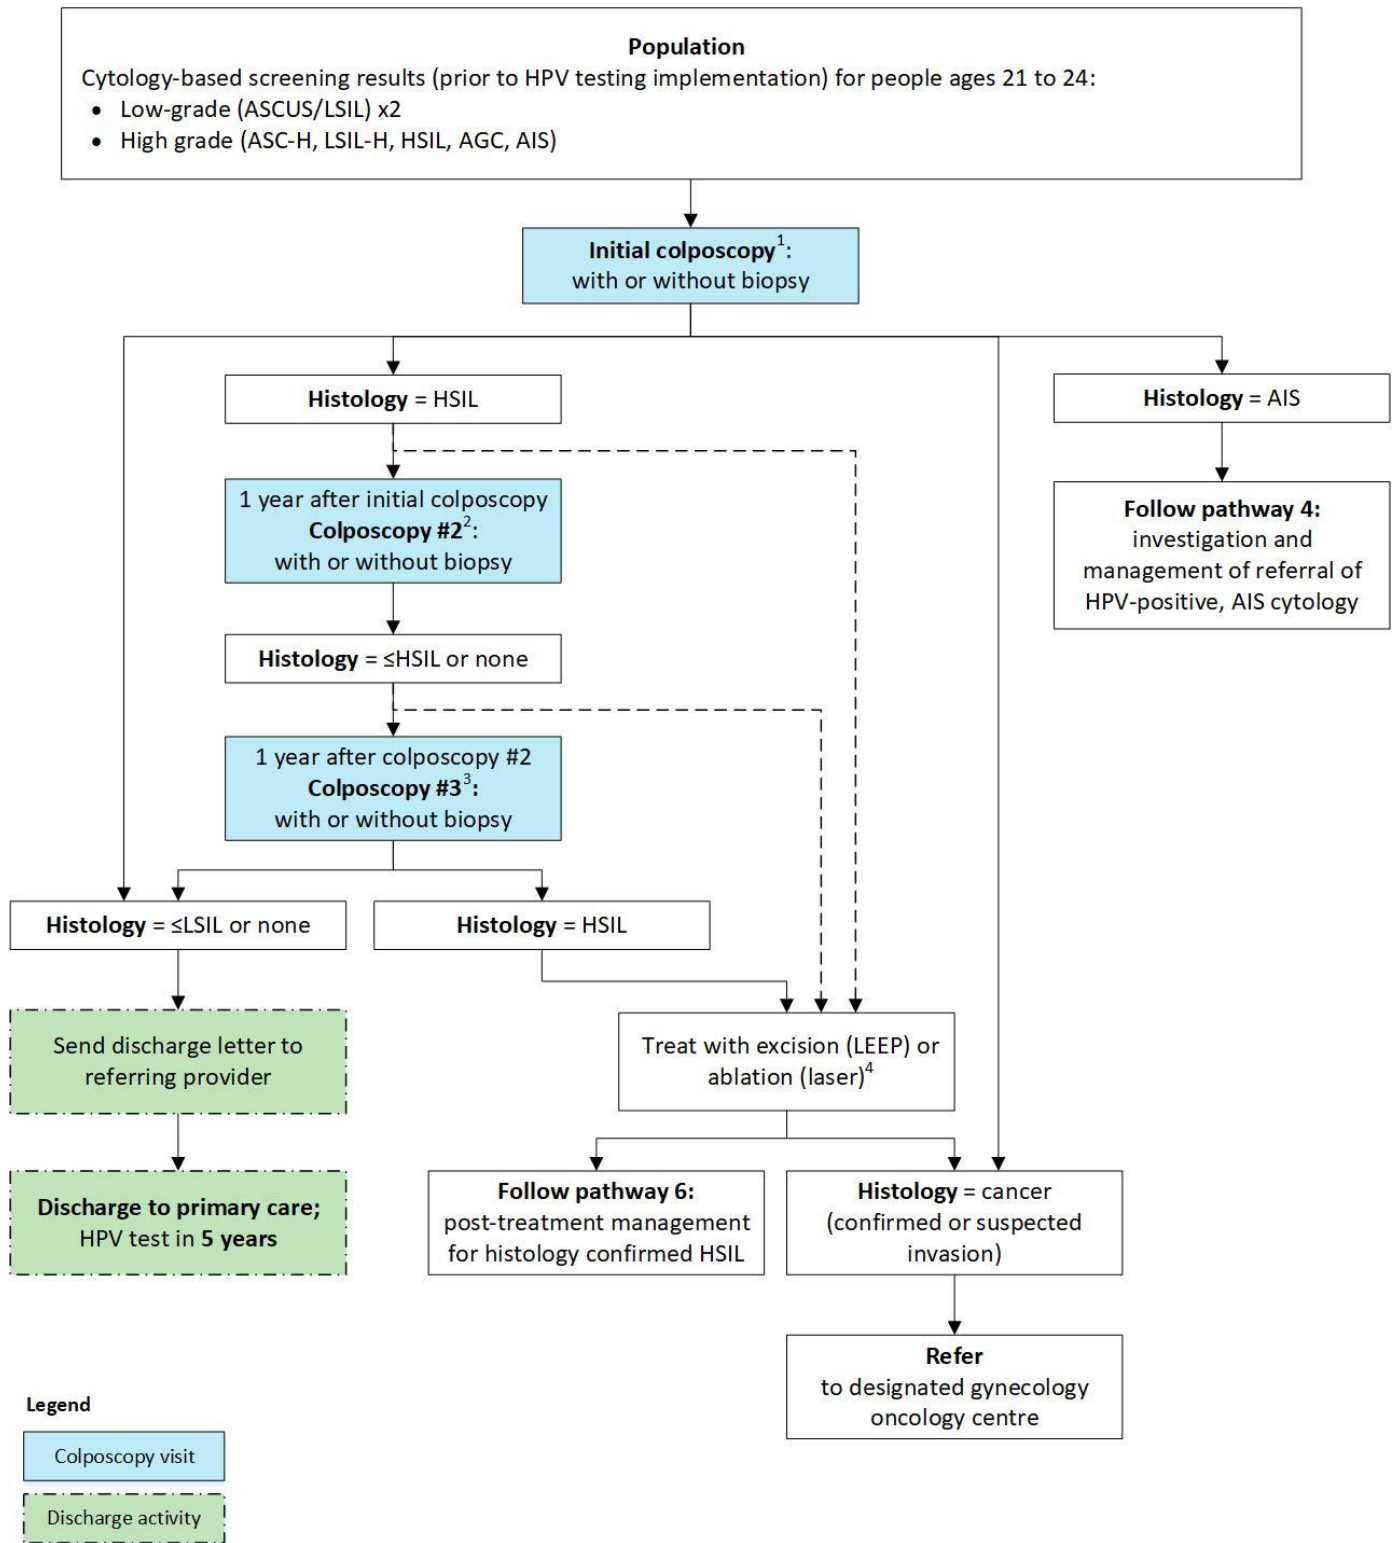 Population
Cytology-based screening results (prior to HPV testing implementation) for people ages 21 to 24:
• Low-grade (ASCUS/LSIL) x2
• High grade (ASC-H, LSIL-H, HSIL, AGC, AIS)
Initial colposcopy¹:
with or without biopsy
Histology = HSIL
Histology = AIS
1 year after initial colposcopy
Colposcopy #2²:
with or without biopsy
Follow pathway 4:
investigation and
management of referral of
HPV-positive, AIS cytology
Histology = ≤HSIL or none
1 year after colposcopy #2
Colposcopy #3³:
with or without biopsy
Histology = ≤LSIL or none
Histology = HSIL
Send discharge letter to
referring provider
Treat with excision (LEEP) or
ablation (laser)⁴
Discharge to primary care;
HPV test in 5 years
Follow pathway 6:
post-treatment management
for histology confirmed HSIL
Histology = cancer
(confirmed or suspected
invasion)
Refer
to designated gynecology
oncology centre
Legend
Colposcopy visit
Discharge activity